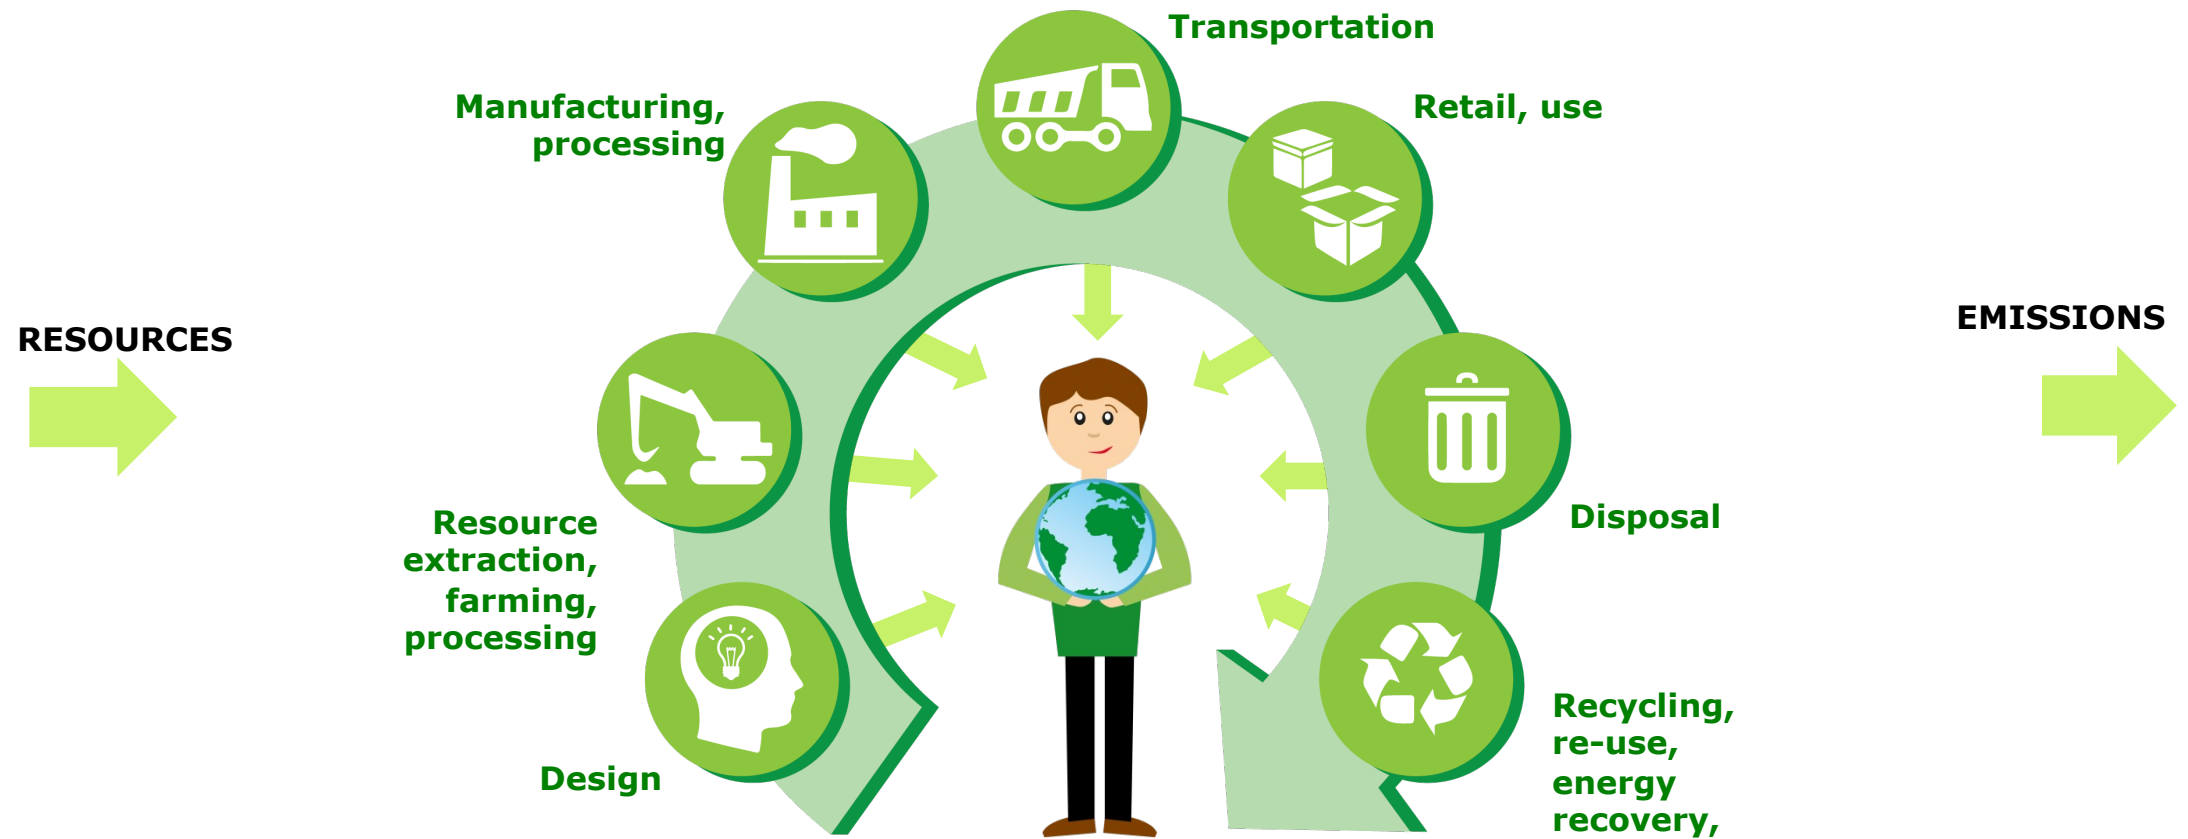 Transportation
Manufacturing,
processing
Retail, use
RESOURCES
EMISSIONS
Resource
extraction,
farming,
processing
Disposal
Design
Recycling,
re-use,
energy
recovery,